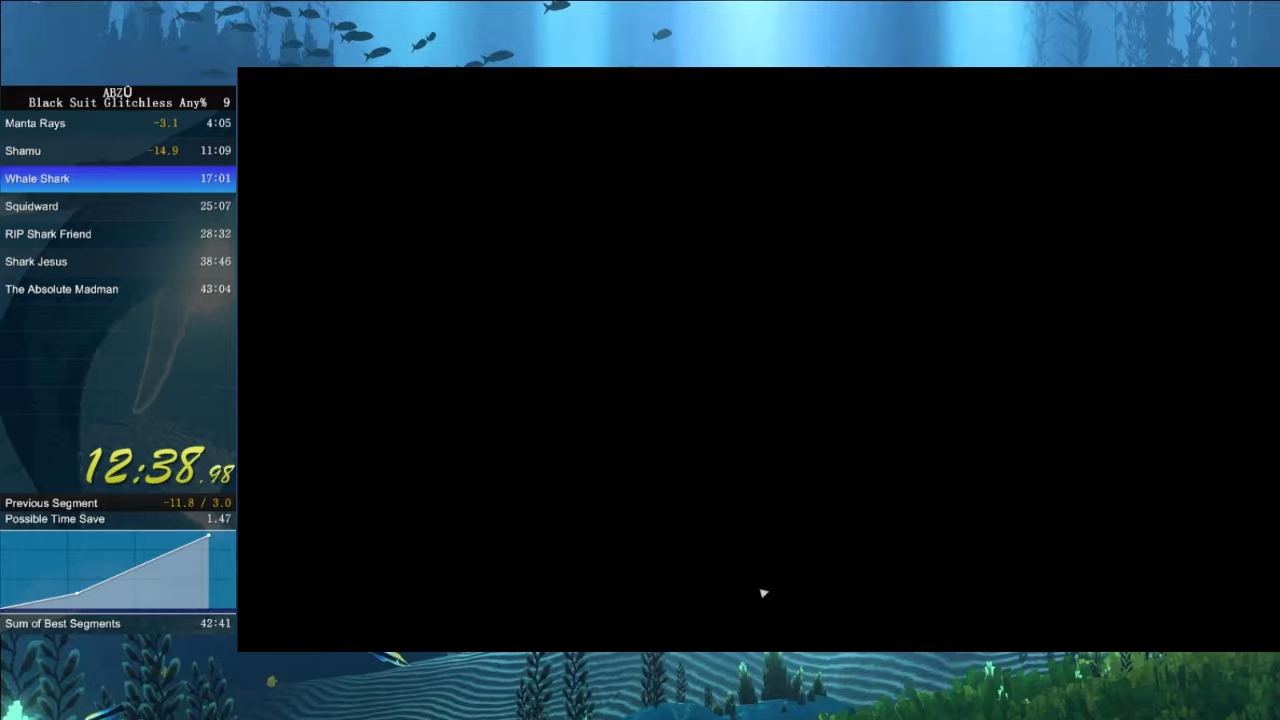 ABZÛ
Black Suit Glitchless Any% 9
Manta Rays -3.1 4:05
Shamu -14.9 11:09
Whale Shark 17:01
Squidward 25:07
RIP Shark Friend 28:32
Shark Jesus 38:46
The Absolute Madman 43:04
12:38.98
Previous Segment -11.8 / 3.0
Possible Time Save 1.47
Sum of Best Segments 42:41